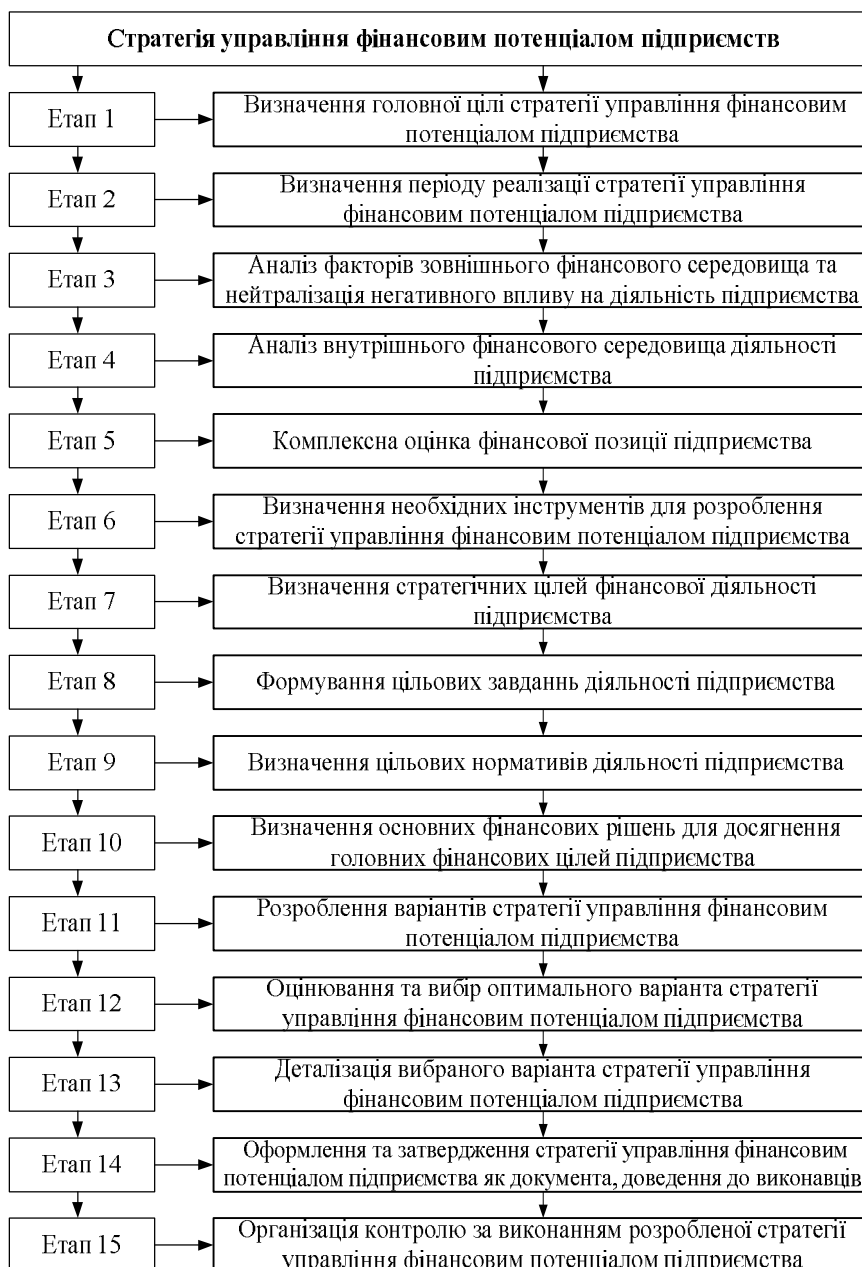 Стратегія управління фінансовим потенціалом підприємств
Етап 1
Визначення головної цілі стратегії управління фінансовим
потенціалом підприємства
Етап 2
Визначення періоду реалізації стратегії управління
фінансовим потенціалом підприємства
Етап 3
Аналіз факторів зовнішнього фінансового середовища та
нейтралізація негативного впливу на діяльність підприємства
Етап 4
Аналіз внутрішнього фінансового середовища діяльності
підприємства
Етап 5
Комплексна оцінка фінансової позиції підприємства
Етап 6
Визначення необхідних інструментів для розроблення
стратегії управління фінансовим потенціалом підприємства
Етап 7
Визначення стратегічних цілей фінансової діяльності
підприємства
Етап 8
Формування цільових завданнь діяльності підприємства
Етап 9
Визначення цільових нормативів діяльності підприємства
Етап 10
Визначення основних фінансових рішень для досягнення
головних фінансових цілей підприємства
Етап 11
Розроблення варіантів стратегії управління фінансовим
потенціалом підприємства
Етап 12
Оцінювання та вибір оптимального варіанта стратегії
управління фінансовим потенціалом підприємства
Етап 13
Деталізація вибраного варіанта стратегії управління
фінансовим потенціалом підприємства
Етап 14
Оформлення та затвердження стратегії управління фінансовим
потенціалом підприємства як документа, доведення до виконавців
Етап 15
Організація контролю за виконанням розробленої стратегії
управління фінансовим потенціалом підприємства